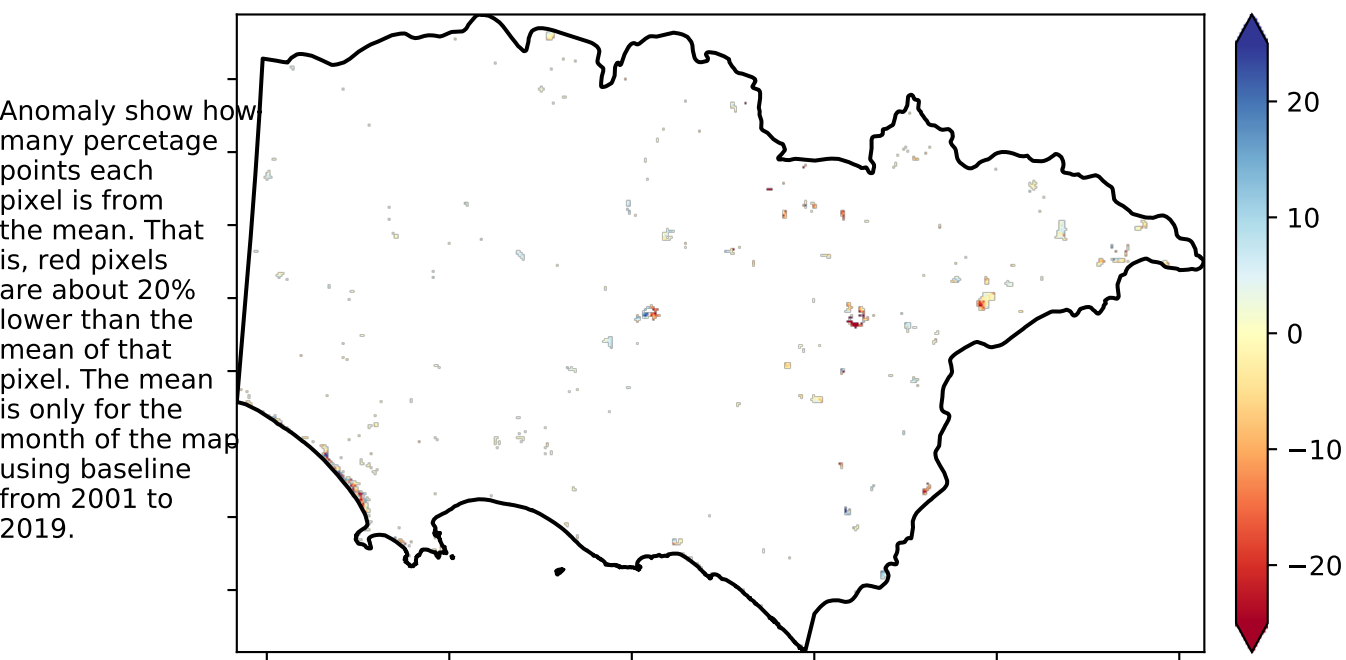 Anomaly show how
many percetage
points each
pixel is from
the mean. That
is, red pixels
are about 20%
lower than the
mean of that
pixel. The mean
is only for the
month of the map
using baseline
from 2001 to
2019.
20
10
0
−10
−20